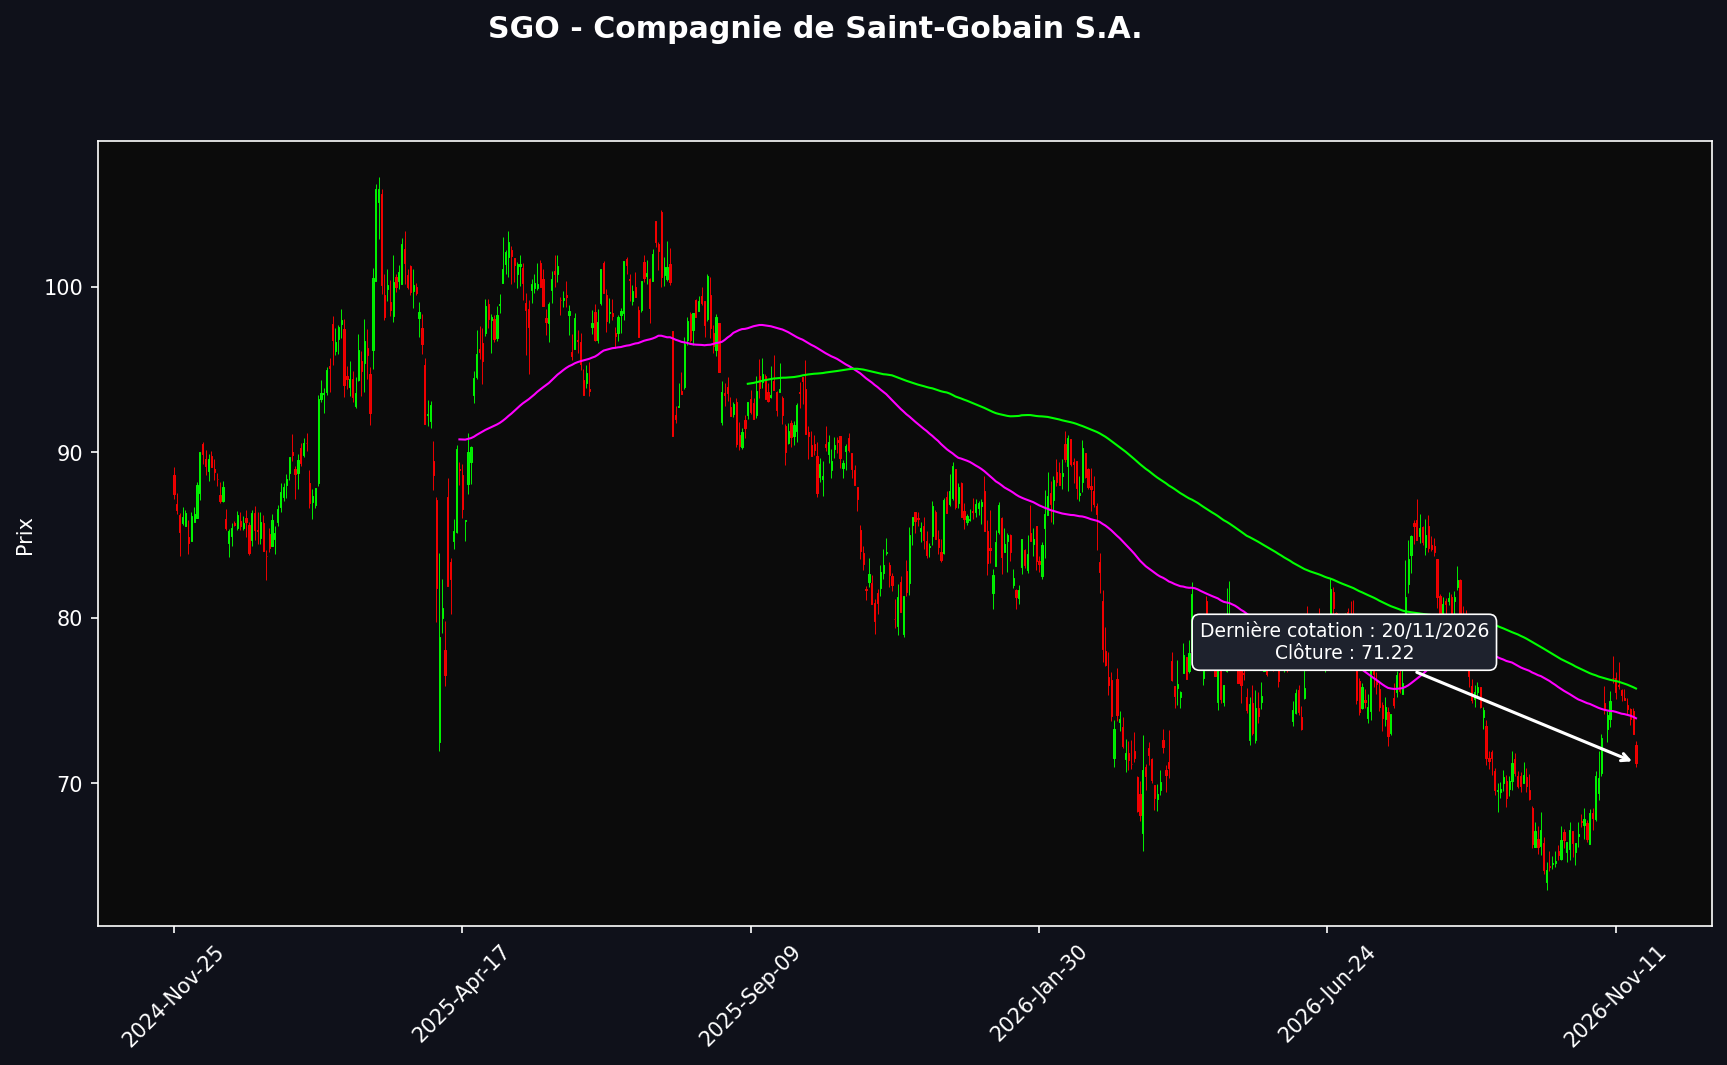 SGO - Compagnie de Saint-Gobain S.A.
Prix
100
90
80
70
Dernière cotation : 20/11/2026
Clôture : 71.22
2024-Nov-25
2025-Apr-17
2025-Sep-09
2026-Jan-30
2026-Jun-24
2026-Nov-11